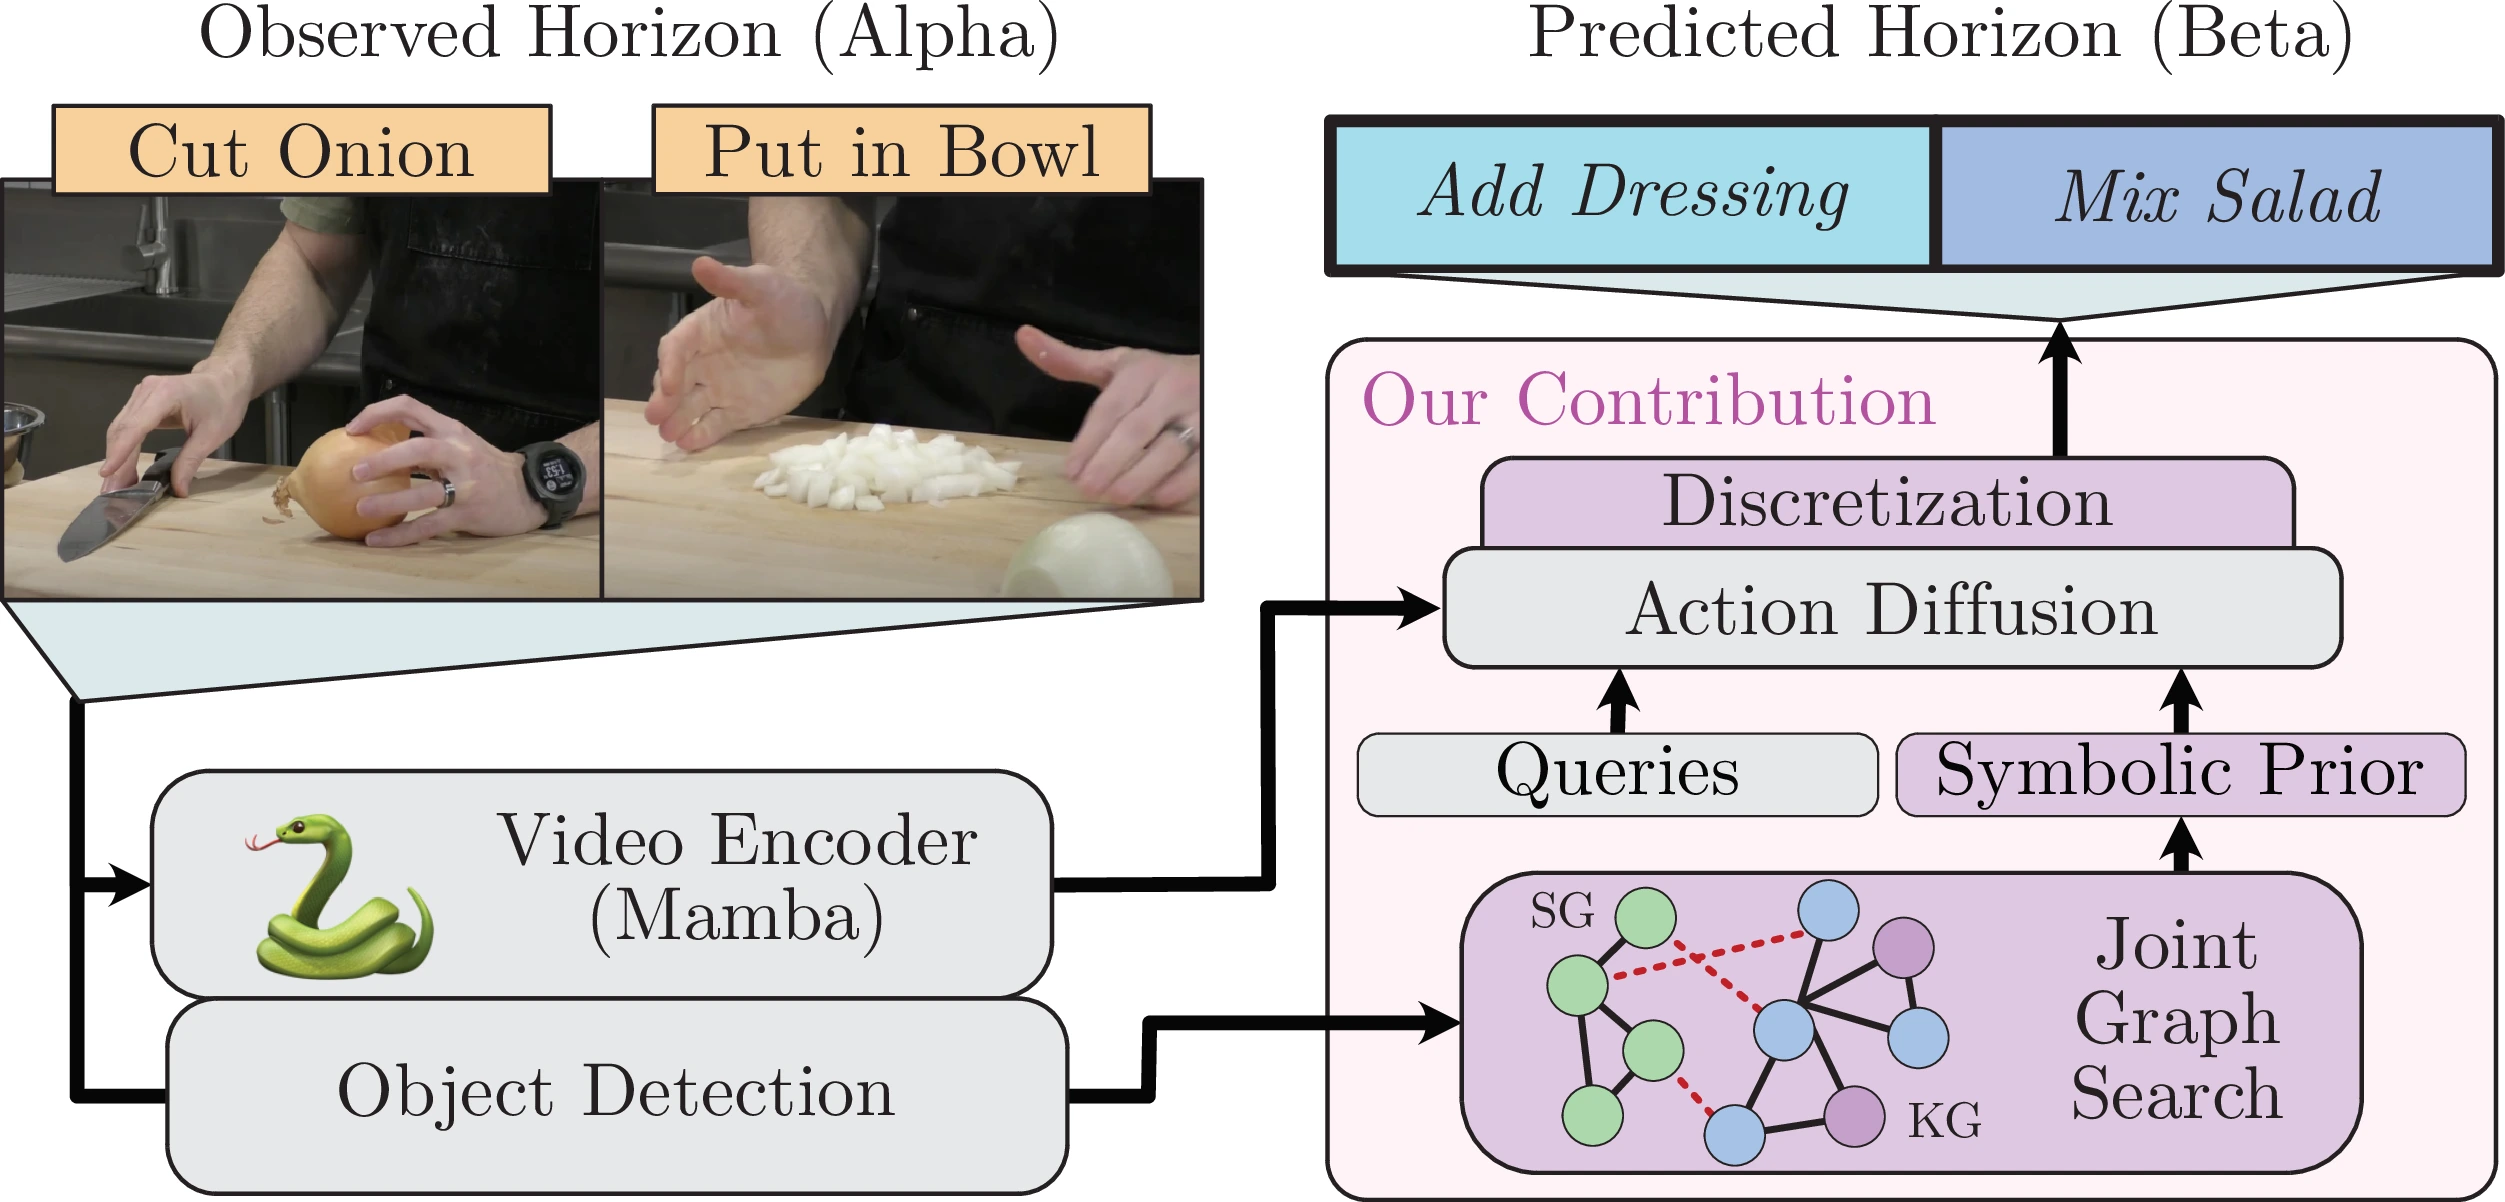 Observed Horizon (Alpha)
Predicted Horizon (Beta)
Cut Onion
Put in Bowl
Add Dressing
Mix Salad
Our Contribution
Discretization
Action Diffusion
Queries
Symbolic Prior
Video Encoder
(Mamba)
Object Detection
SG
KG
Joint
Graph
Search